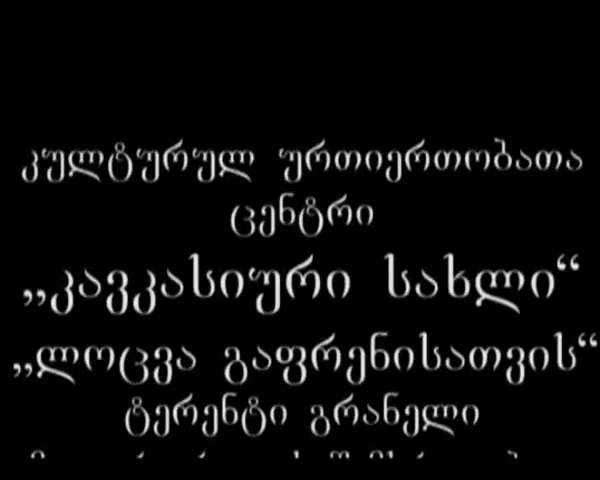 კულტურულ ურთიერთობათა
ცენტრი
„კავკასიური სახლი“
„ლოცვა გაფრენისათვის“
ტერენტი გრანელი